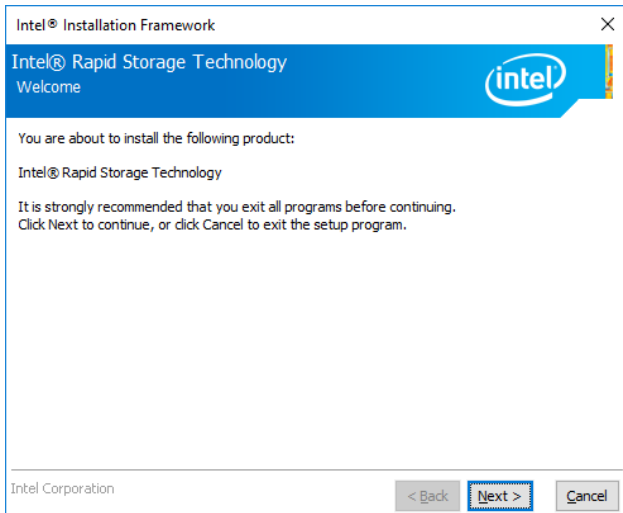 Intel® Installation Framework
Intel® Rapid Storage Technology
Welcome
intel
You are about to install the following product:
Intel® Rapid Storage Technology
It is strongly recommended that you exit all programs before continuing.
Click Next to continue, or click Cancel to exit the setup program.
Intel Corporation
< Back Next > Cancel